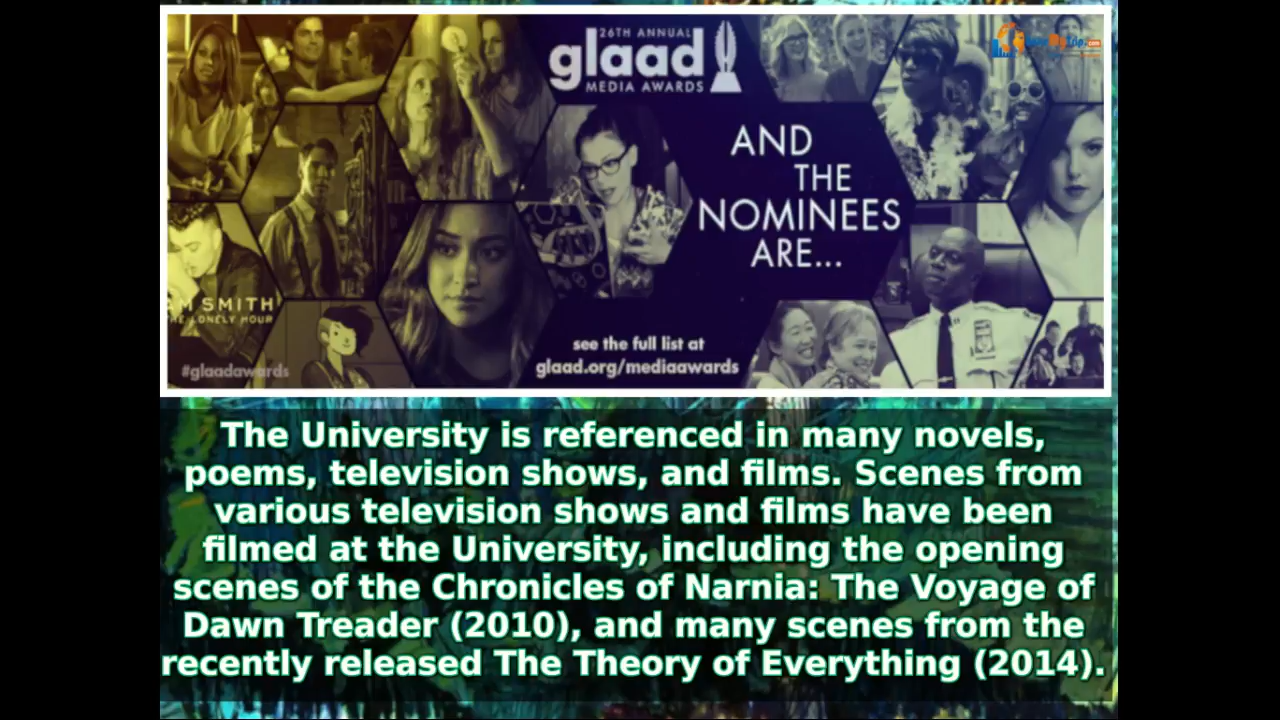 26TH ANNUAL
glaad
MEDIA AWARDS
AND
THE
NOMINEES
ARE...
AM SMITH
THE LONELY HOUR
see the full list at
glaad.org/mediaawards
#glaadawards
The University is referenced in many novels,
poems, television shows, and films. Scenes from
various television shows and films have been
filmed at the University, including the opening
scenes of the Chronicles of Narnia: The Voyage of
Dawn Treader (2010), and many scenes from the
recently released The Theory of Everything (2014).